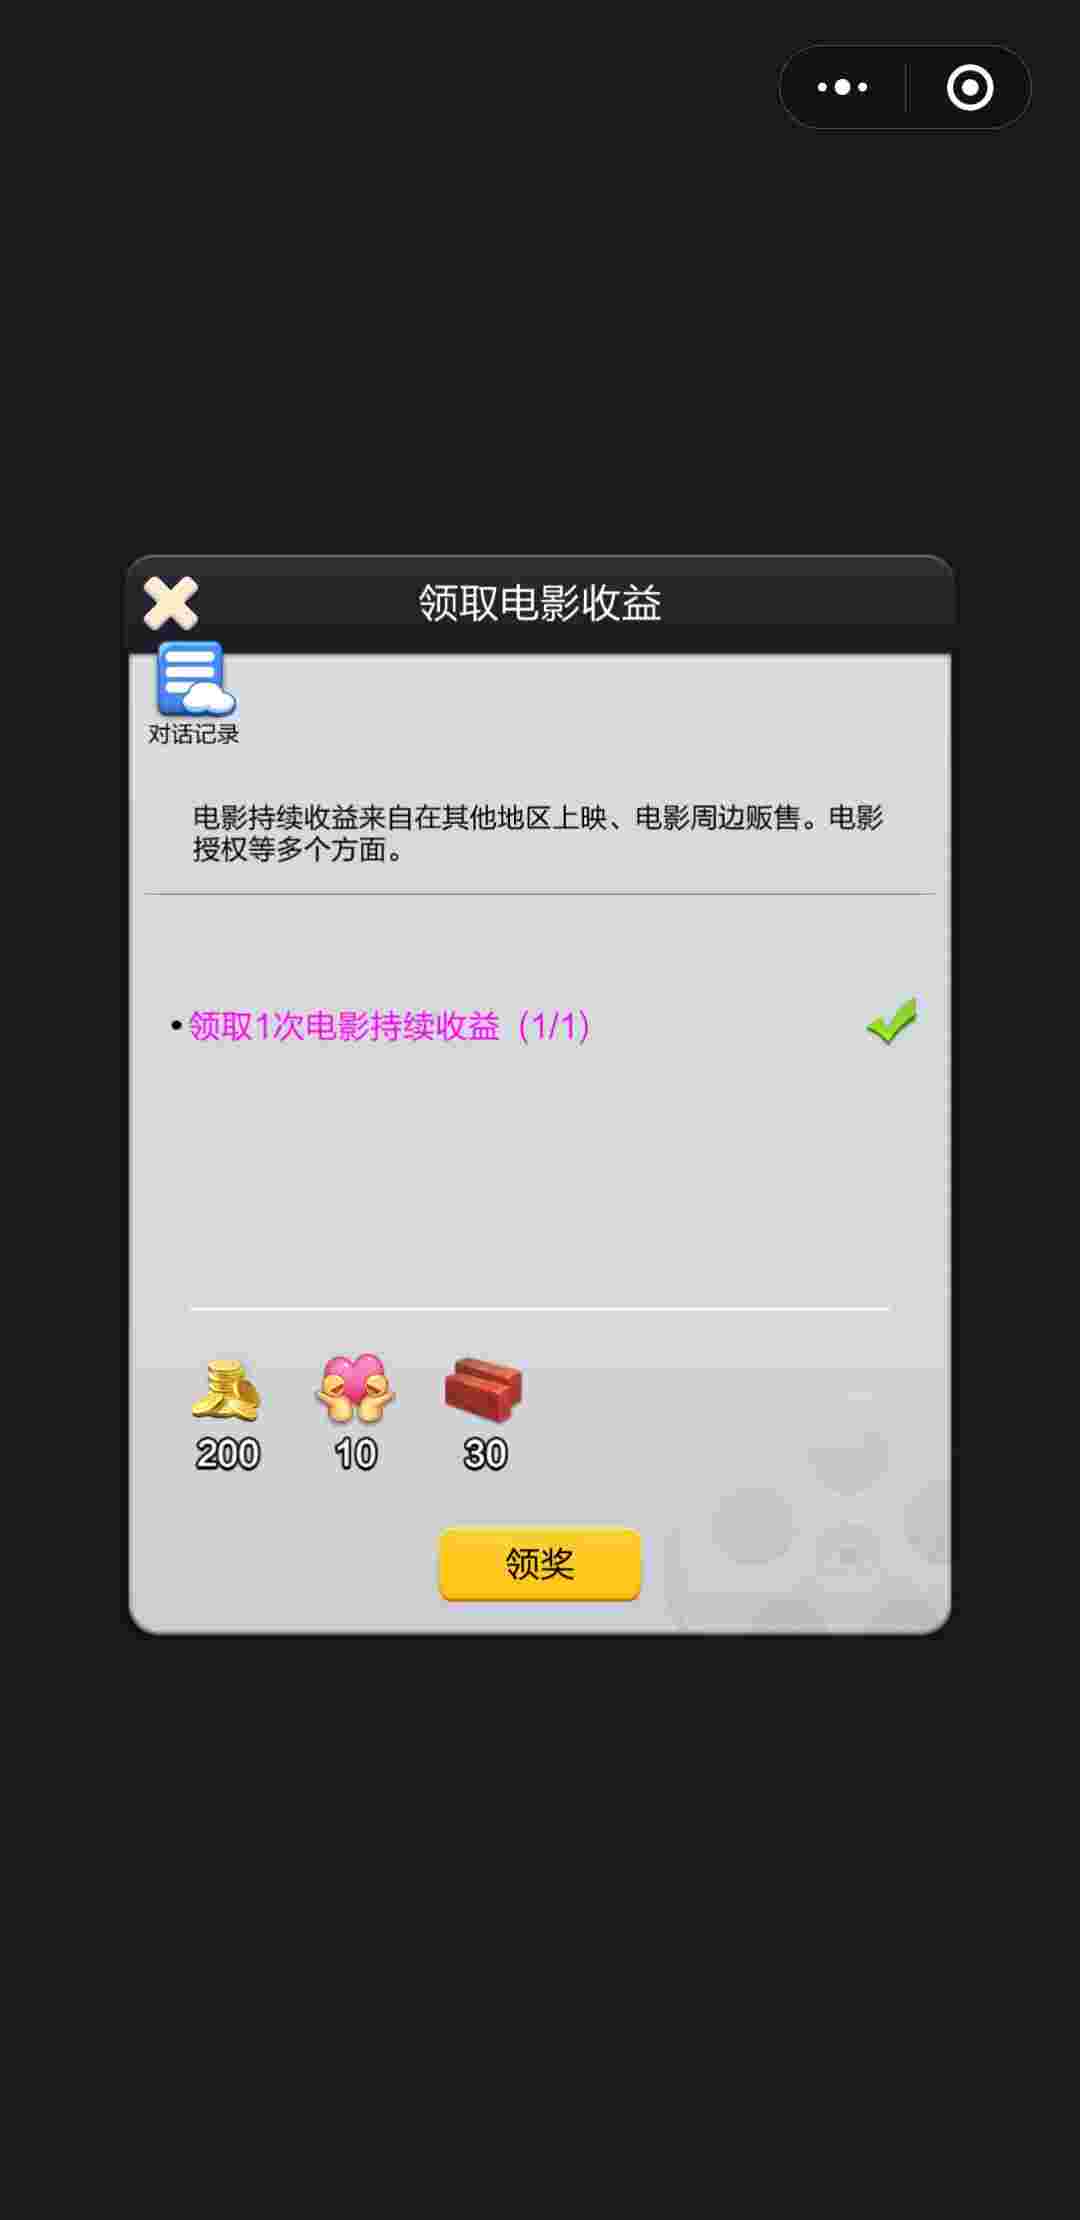 领取电影收益
对话记录
电影持续收益来自在其他地区上映、电影周边贩售。电影
授权等多个方面。
•领取1次电影持续收益 (1/1)
200 10 30
领奖